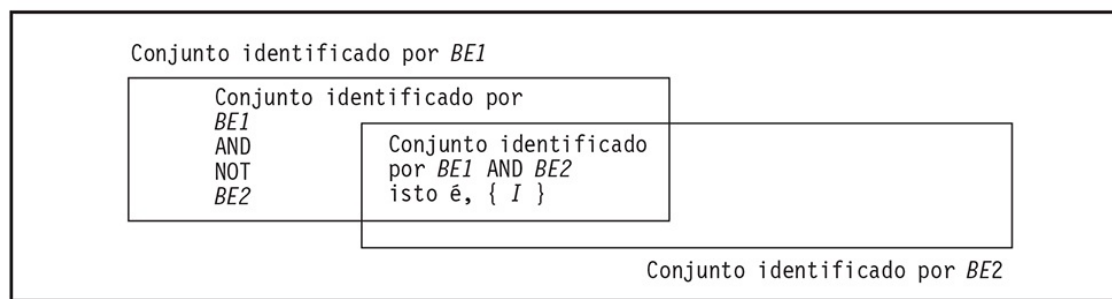 Conjunto identificado por BE1
Conjunto identificado por
BE1
AND
NOT
BE2
Conjunto identificado
por BE1 AND BE2
isto é, { I }
Conjunto identificado por BE2